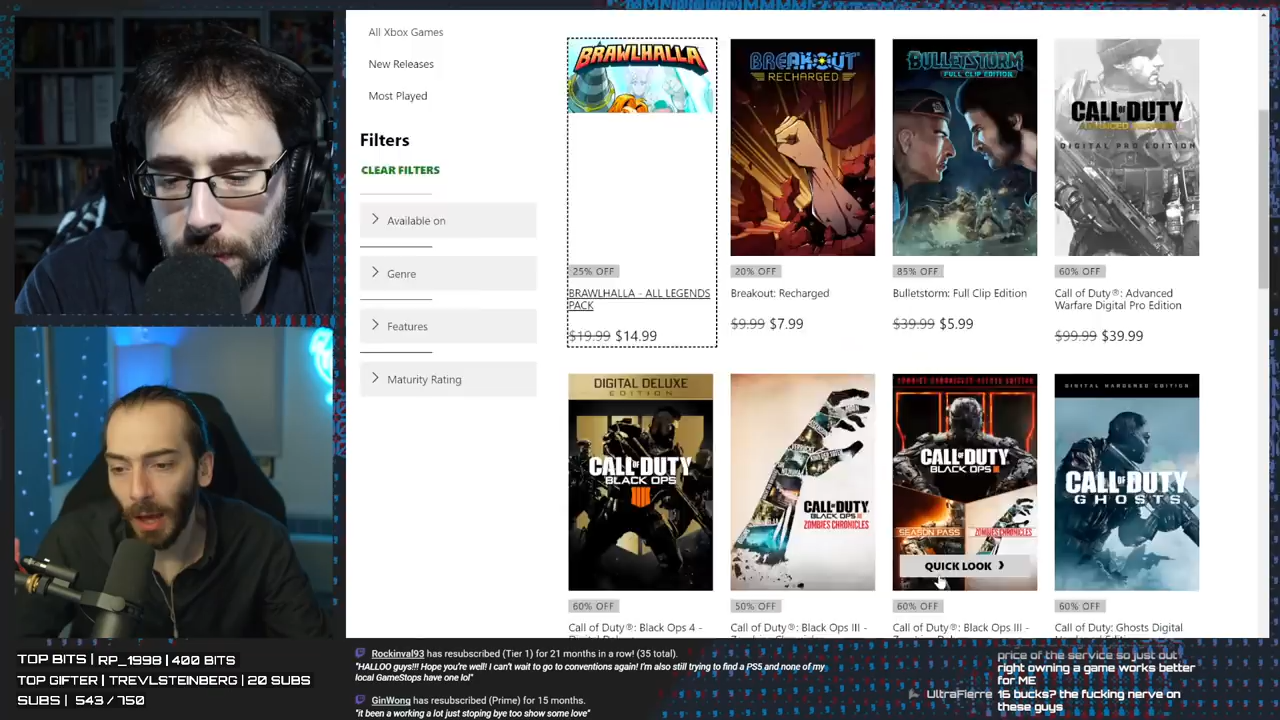 All Xbox Games
New Releases
Most Played
Filters
CLEAR FILTERS
Available on
Genre
Features
Maturity Rating
BRAWLHALLA
25% OFF
BRAWLHALLA - ALL LEGENDS
PACK
$19.99 $14.99
BREAKOUT
RECHARGED
20% OFF
Breakout: Recharged
$9.99 $7.99
BULLETSTORM
FULL CLIP EDITION
85% OFF
Bulletstorm: Full Clip Edition
$39.99 $5.99
CALL OF DUTY
ADVANCED WARFARE
DIGITAL PRO EDITION
60% OFF
Call of Duty®: Advanced
Warfare Digital Pro Edition
$99.99 $39.99
DIGITAL DELUXE
EDITION
CALL OF DUTY
BLACK OPS
IIII
60% OFF
Call of Duty®: Black Ops 4 -
CALL OF DUTY
BLACK OPS III
ZOMBIES CHRONICLES
50% OFF
Call of Duty®: Black Ops III -
ZOMBIES CHRONICLES DELUXE EDITION
CALL OF DUTY
BLACK OPS III
SEASON PASS
ZOMBIES CHRONICLES
QUICK LOOK
60% OFF
Call of Duty®: Black Ops III -
DIGITAL HARDENED EDITION
CALL OF DUTY
GHOSTS
60% OFF
Call of Duty: Ghosts Digital
TOP BITS | RP_1998 | 400 BITS
TOP GIFTER | TREVLSTEINBERG | 20 SUBS
SUBS | 543 / 750
Rockinval93 has resubscribed (Tier 1) for 21 months in a row! (35 total).
"HALLOO guys!!! Hope you're well! I can't wait to go to conventions again! I'm also still trying to find a PS5 and none of my
local GameStops have one lol"
GinWong has resubscribed (Prime) for 15 months.
"it been a working a lot just stoping bye too show some love"
price of the service so just out
right owning a game works better
for ME
UltraFierre 16 bucks? the fucking nerve on
these guys